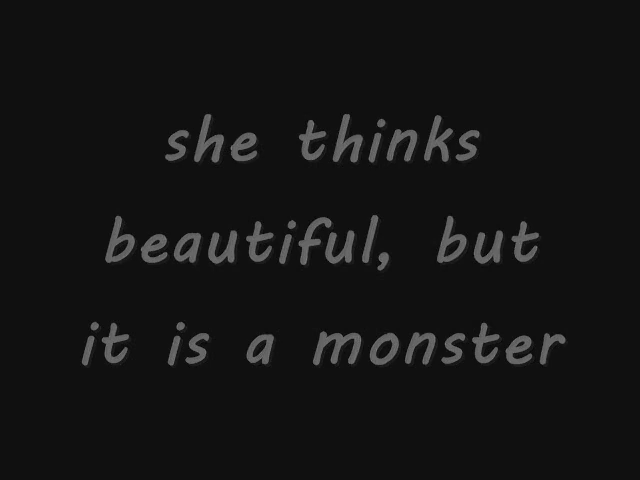 she thinks
beautiful, but
it is a monster